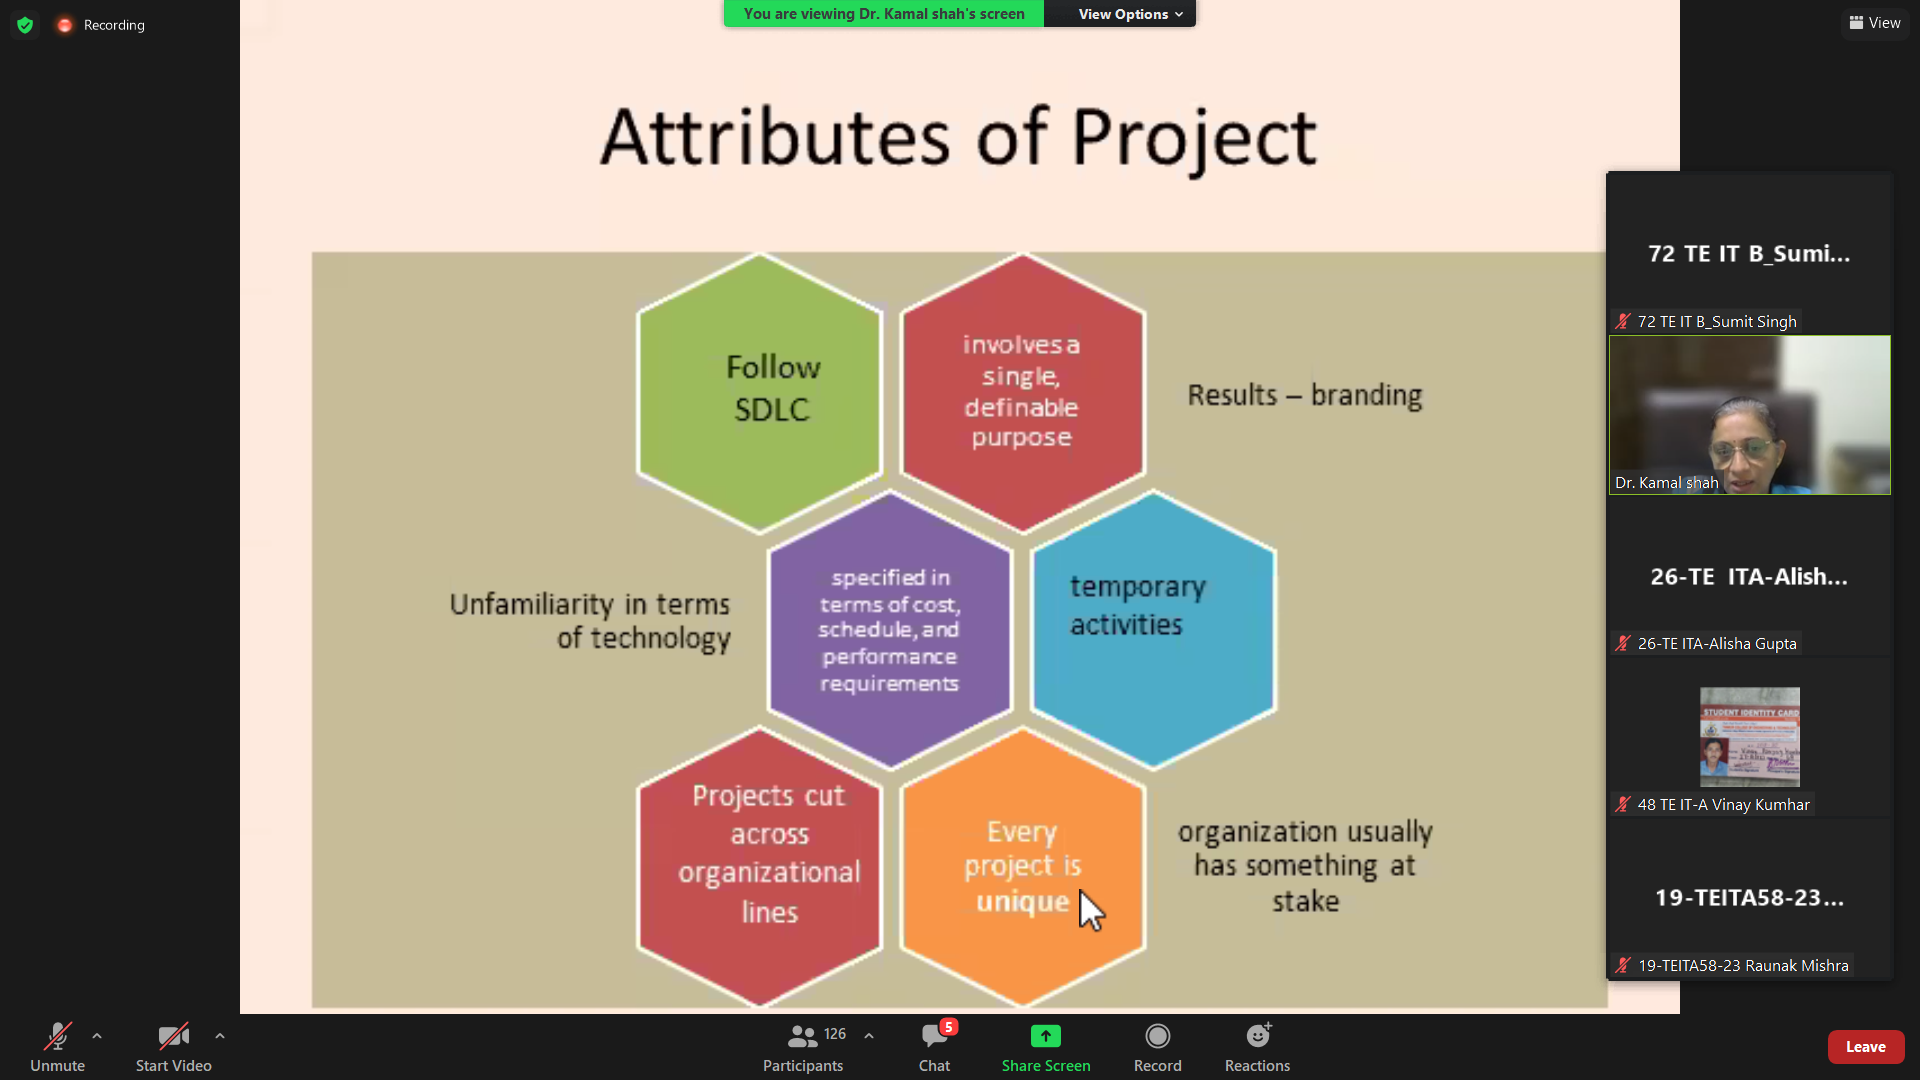 Recording
You are viewing Dr. Kamal shah's screen
View Options
View
Attributes of Project
Follow
SDLC
involves a
single,
definable
purpose
Results – branding
Unfamiliarity in terms
of technology
specified in
terms of cost,
schedule, and
performance
requirements
temporary
activities
Projects cut
across
organizational
lines
Every
project is
unique
organization usually
has something at
stake
72 TE IT B_Sumi...
72 TE IT B_Sumit Singh
Dr. Kamal shah
26-TE ITA-Alish...
26-TE ITA-Alisha Gupta
STUDENT IDENTITY CARD
48 TE IT-A Vinay Kumhar
19-TEITA58-23...
19-TEITA58-23 Raunak Mishra
Unmute
Start Video
126
Participants
5
Chat
Share Screen
Record
Reactions
Leave